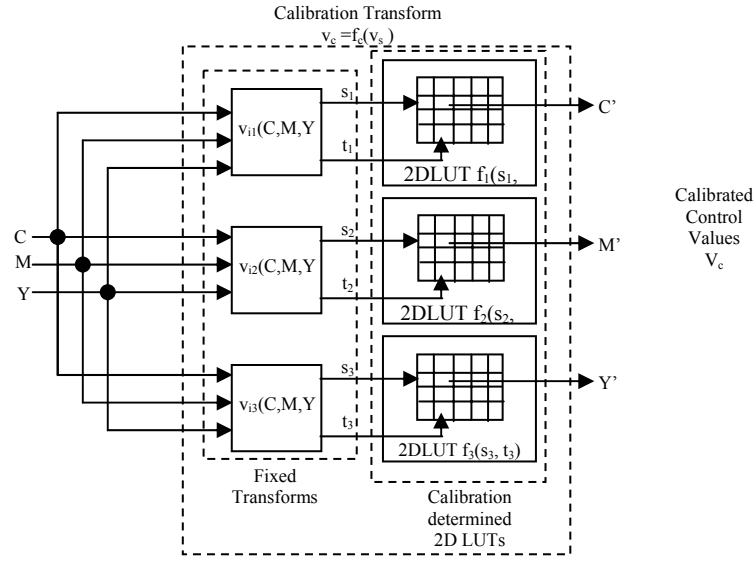 Calibration Transform
v_c =f_c(v_s )
s_1
v_i1(C,M,Y
t_1
2DLUT f_1(s_1,
C'
C
M
Y
s_2
v_i2(C,M,Y
t_2
2DLUT f_2(s_2,
M'
Calibrated
Control
Values
V_c
s_3
v_i3(C,M,Y
t_3
2DLUT f_3(s_3, t_3)
Y'
Fixed
Transforms
Calibration
determined
2D LUTs